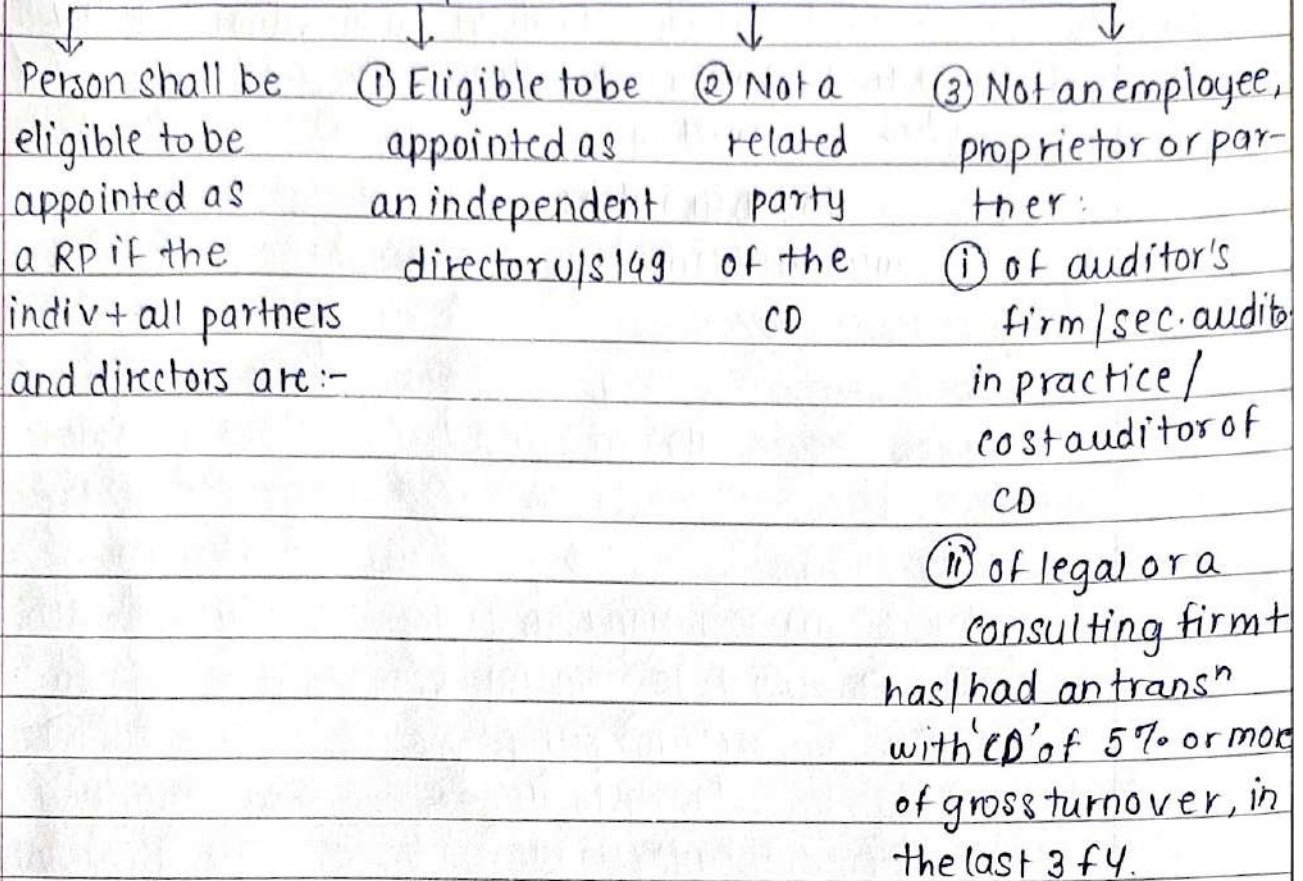 Person shall be
eligible to be
appointed as
a RP if the
indiv + all partners
and directors are :-
① Eligible to be
appointed as
an independent
director u/s 149
② Not a
related
party
of the
CD
③ Not an employee,
proprietor or par-
tner :
ⓘ of auditor's
firm / sec. audito
in practice /
cost auditor of
CD
ⓘⓘ of legal or a
consulting firm +
has/had an transⁿ
with 'CD' of 5% or more
of gross turnover, in
the last 3 fy.